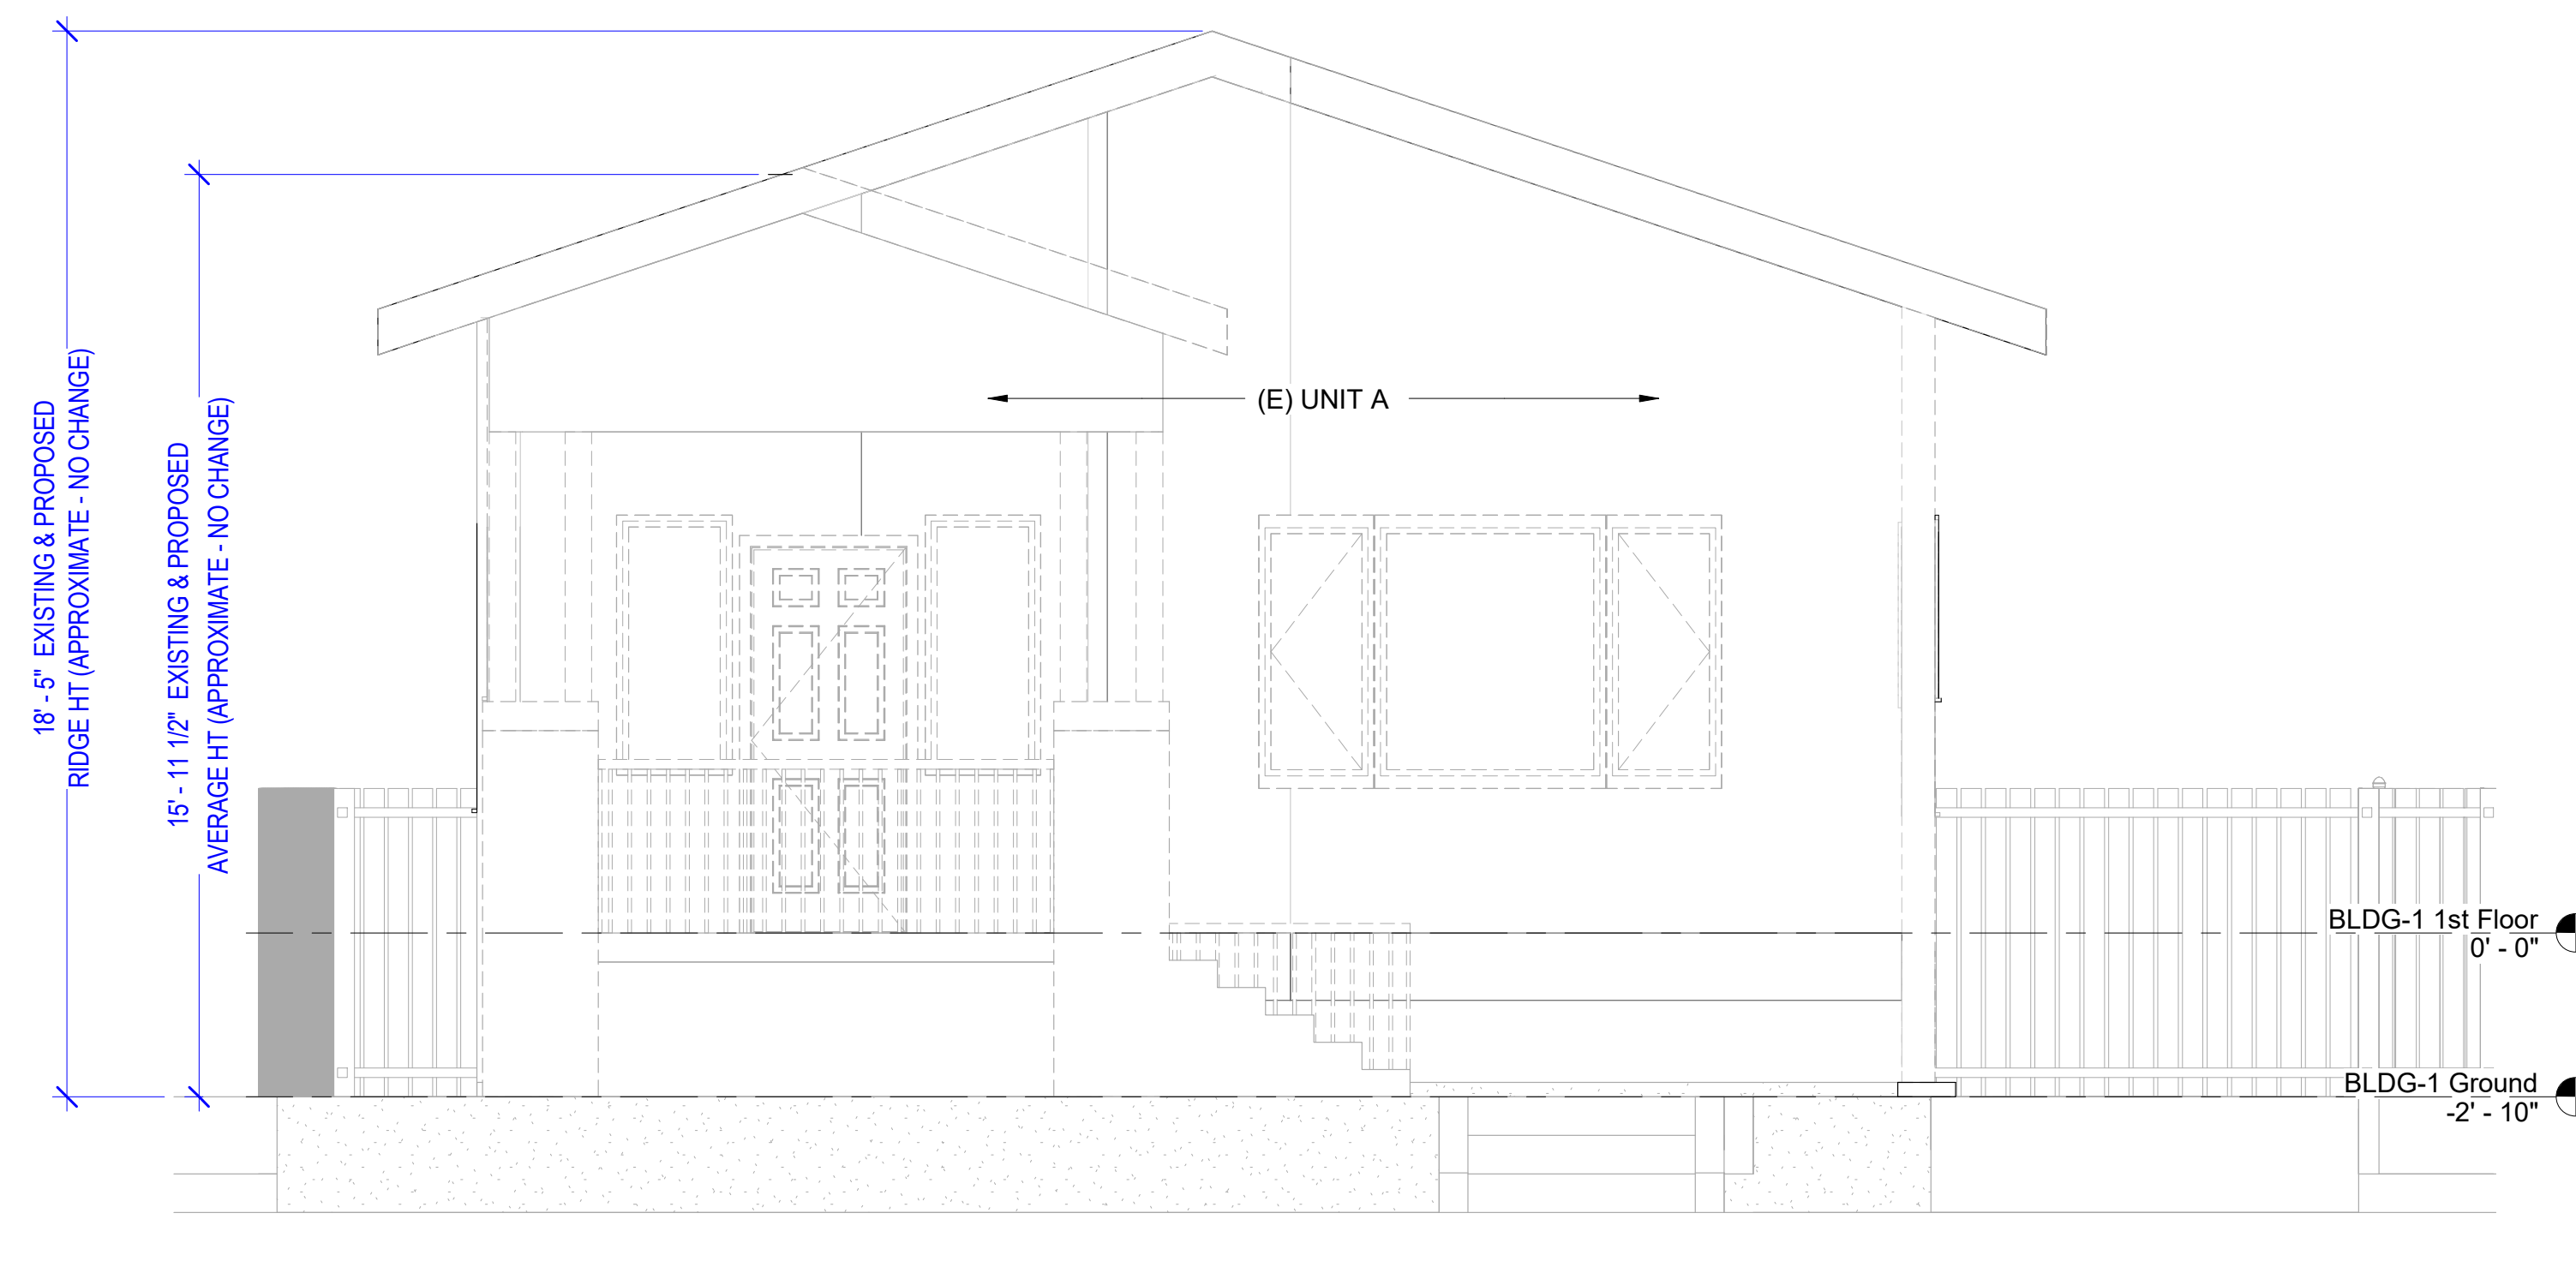 18' - 5" EXISTING & PROPOSED
RIDGE HT (APPROXIMATE - NO CHANGE)
15' - 11 1/2" EXISTING & PROPOSED
AVERAGE HT (APPROXIMATE - NO CHANGE)
(E) UNIT A
BLDG-1 1st Floor
0' - 0"
BLDG-1 Ground
-2' - 10"